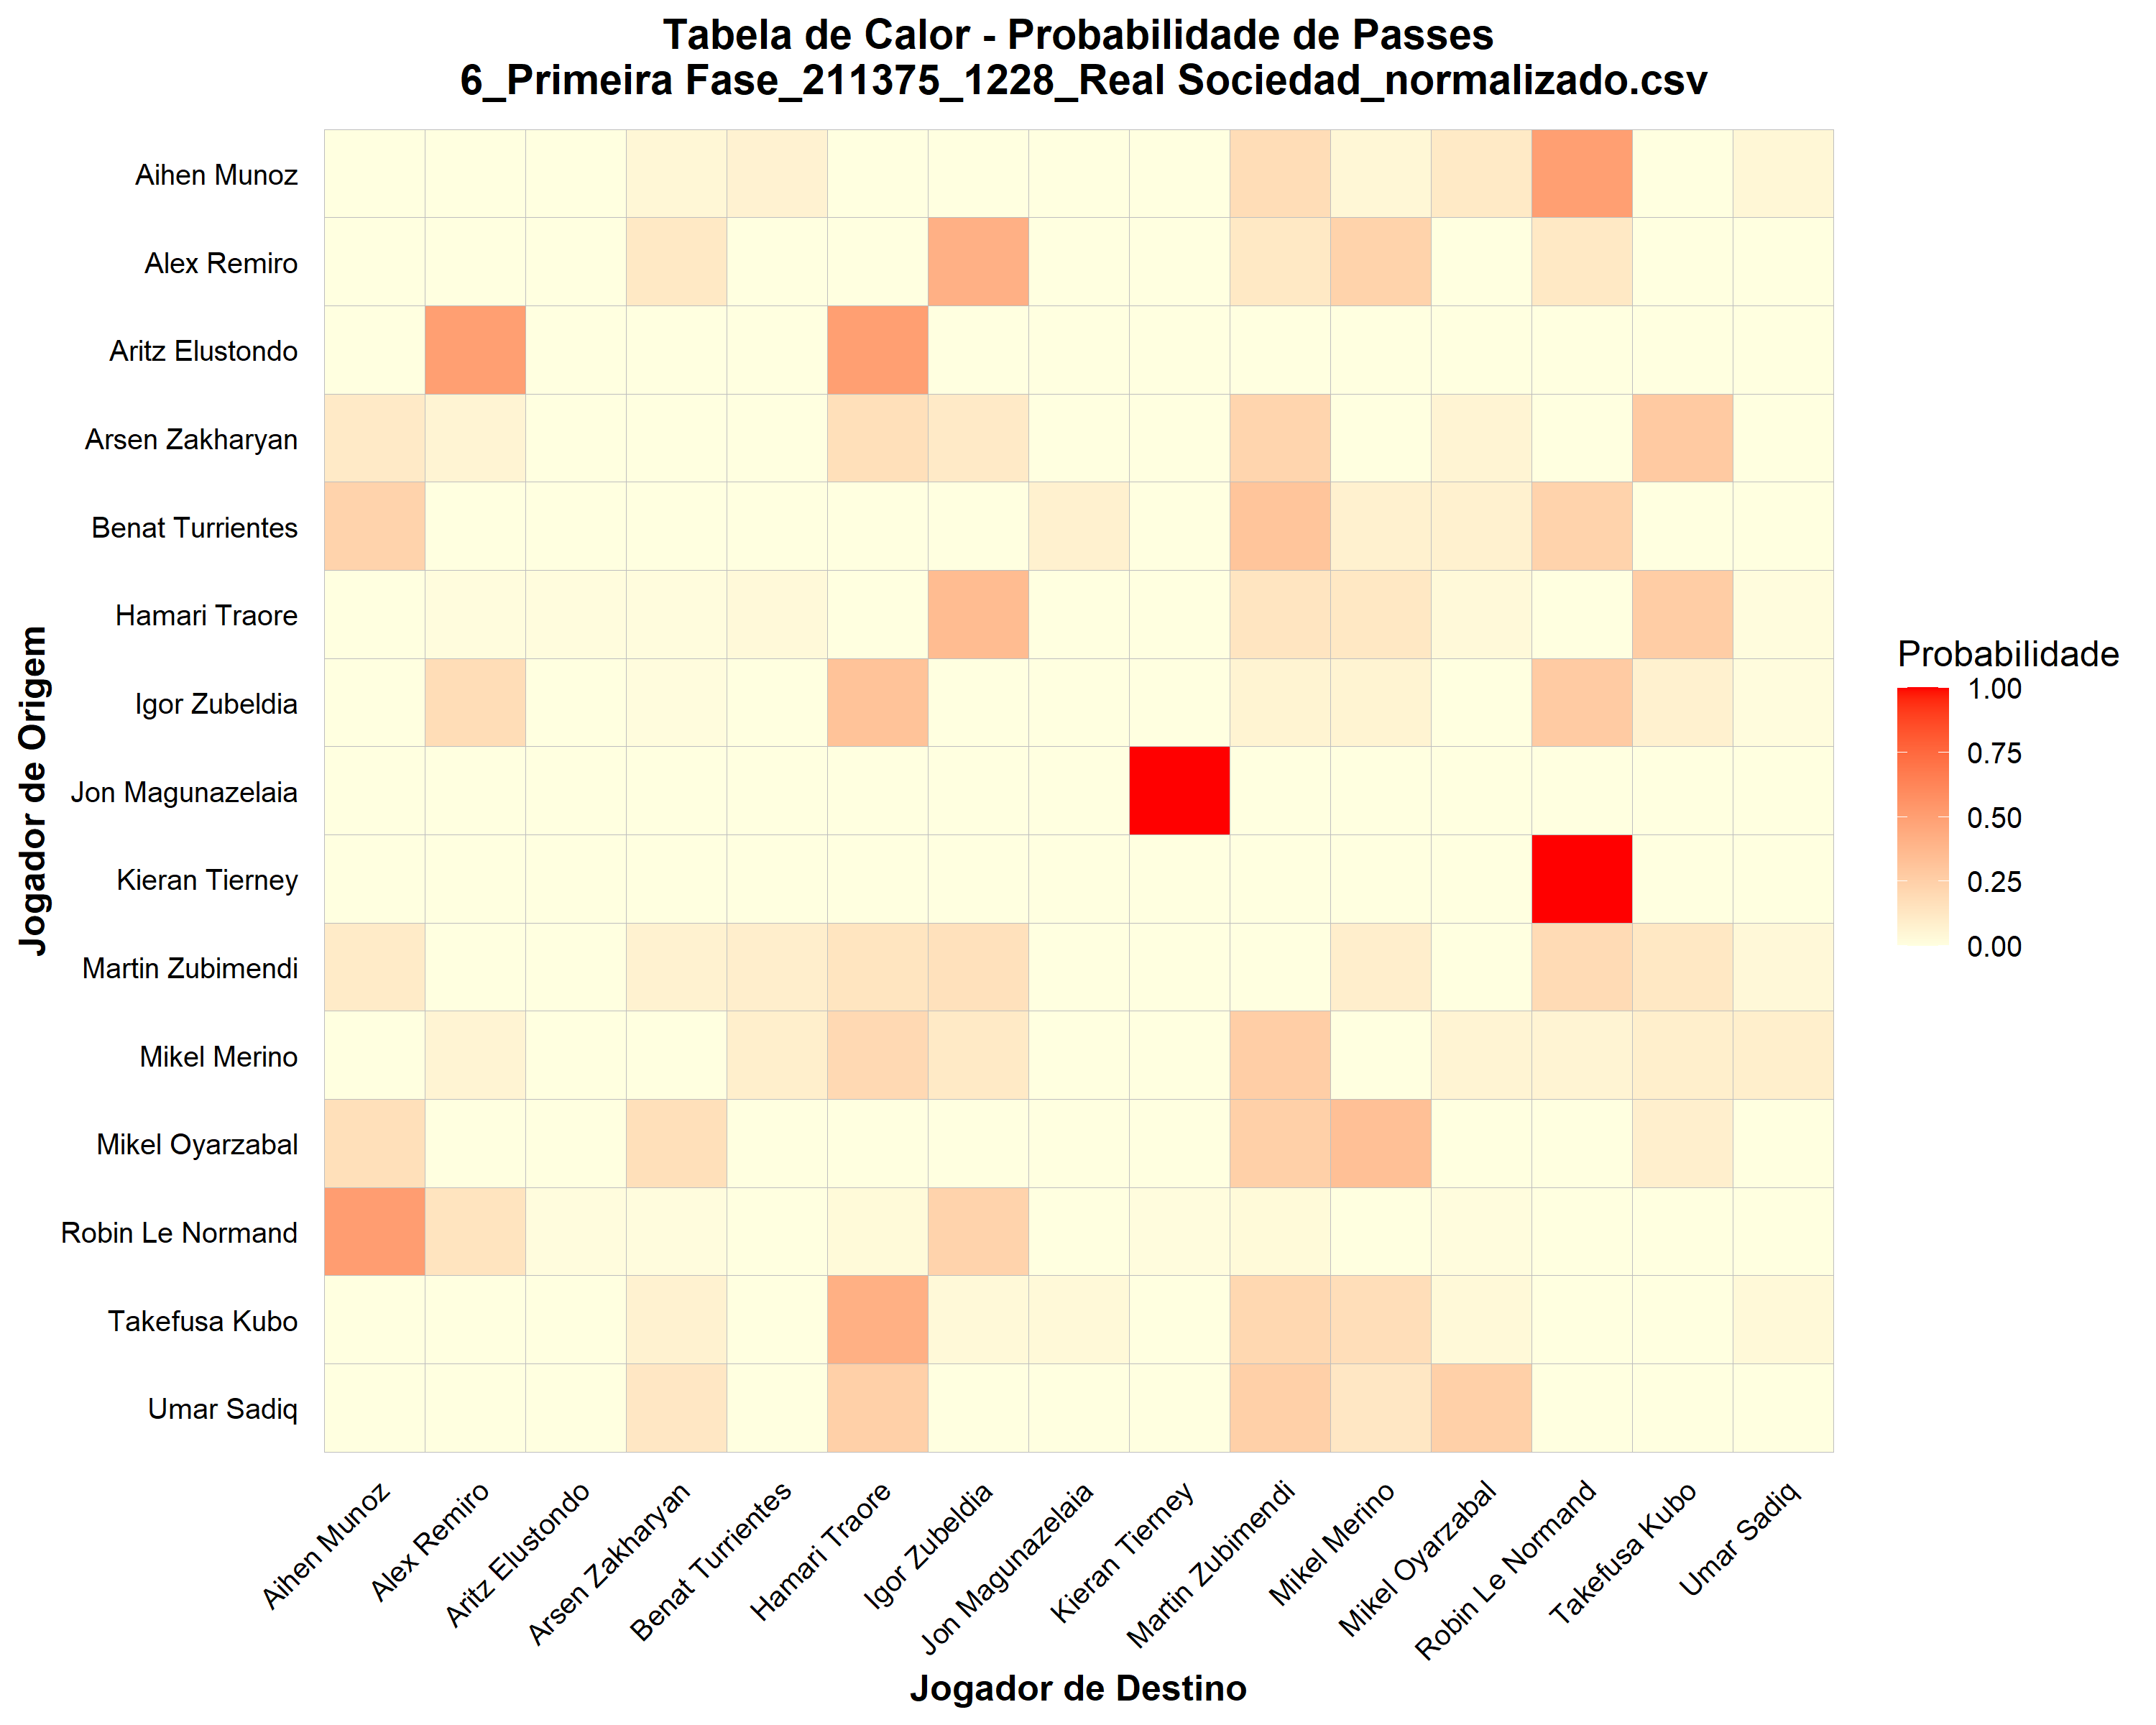 Tabela de Calor - Probabilidade de Passes
6_Primeira Fase_211375_1228_Real Sociedad_normalizado.csv
Jogador de Origem
Aihen Munoz
Alex Remiro
Aritz Elustondo
Arsen Zakharyan
Benat Turrientes
Hamari Traore
Igor Zubeldia
Jon Magunazelaia
Kieran Tierney
Martin Zubimendi
Mikel Merino
Mikel Oyarzabal
Robin Le Normand
Takefusa Kubo
Umar Sadiq
Aihen Munoz
Alex Remiro
Aritz Elustondo
Arsen Zakharyan
Benat Turrientes
Hamari Traore
Igor Zubeldia
Jon Magunazelaia
Kieran Tierney
Martin Zubimendi
Mikel Merino
Mikel Oyarzabal
Robin Le Normand
Takefusa Kubo
Umar Sadiq
Jogador de Destino
Probabilidade
1.00
0.75
0.50
0.25
0.00